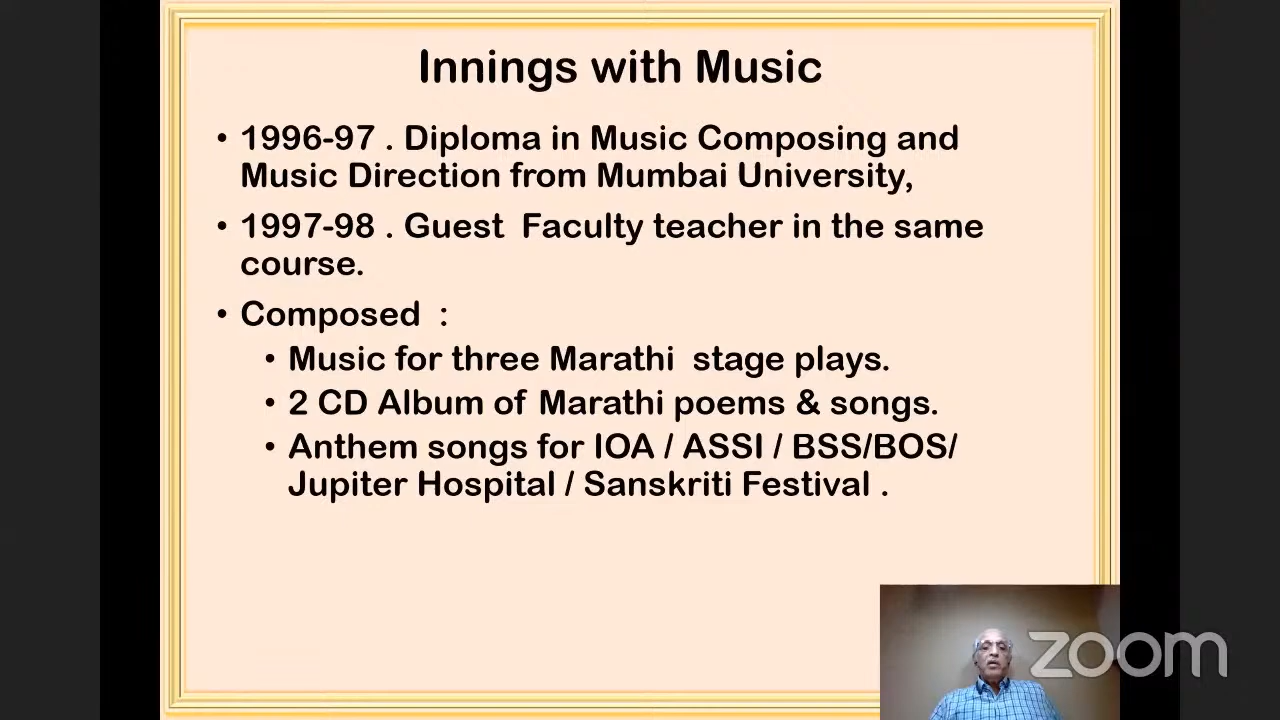 Innings with Music
• 1996-97 . Diploma in Music Composing and
Music Direction from Mumbai University,
• 1997-98 . Guest Faculty teacher in the same
course.
• Composed :
• Music for three Marathi stage plays.
• 2 CD Album of Marathi poems & songs.
• Anthem songs for IOA / ASSI / BSS/BOS/
Jupiter Hospital / Sanskriti Festival .
zoom